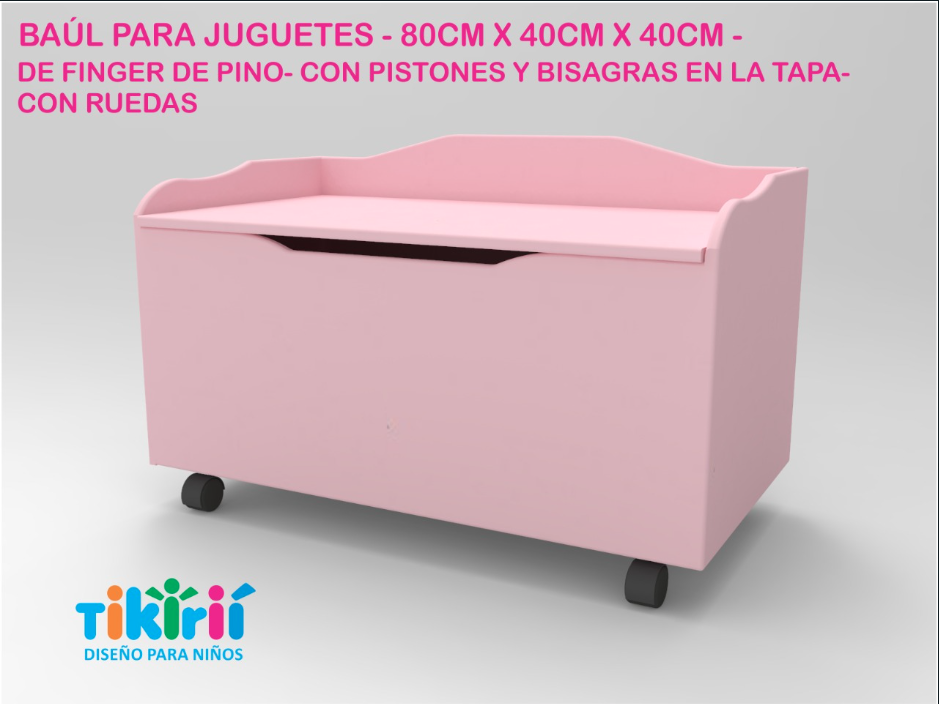 BAÚL PARA JUGUETES - 80CM X 40CM X 40CM -
DE FINGER DE PINO- CON PISTONES Y BISAGRAS EN LA TAPA-
CON RUEDAS
Tikirii
DISEÑO PARA NIÑOS